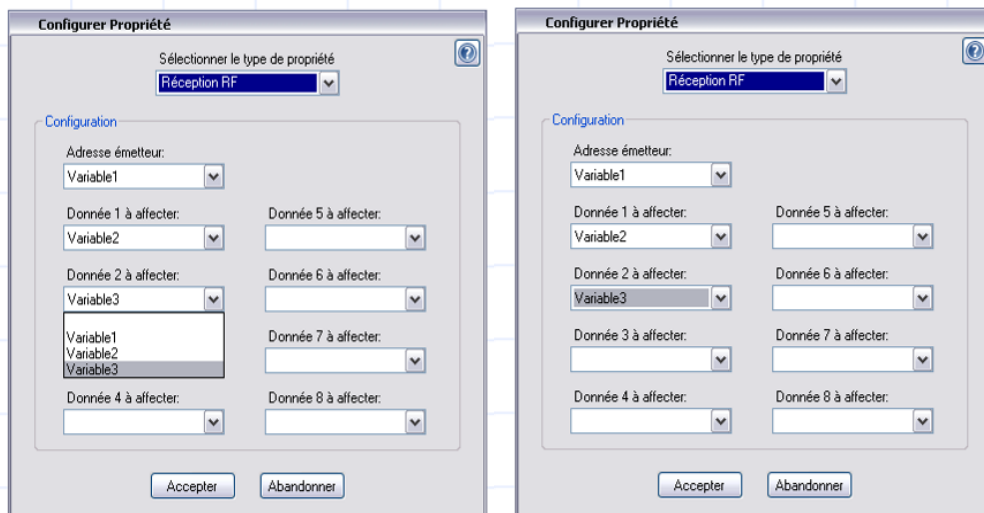 Configurer Propriété
Sélectionner le type de propriété
Réception RF
Configuration
Adresse émetteur:
Variable1
Donnée 1 à affecter: Donnée 5 à affecter:
Variable2
Donnée 2 à affecter: Donnée 6 à affecter:
Variable3
Variable1
Variable2
Variable3
Donnée 7 à affecter:
Donnée 4 à affecter: Donnée 8 à affecter:
Accepter Abandonner
Configurer Propriété
Sélectionner le type de propriété
Réception RF
Configuration
Adresse émetteur:
Variable1
Donnée 1 à affecter: Donnée 5 à affecter:
Variable2
Donnée 2 à affecter: Donnée 6 à affecter:
Variable3
Donnée 3 à affecter: Donnée 7 à affecter:
Donnée 4 à affecter: Donnée 8 à affecter:
Accepter Abandonner